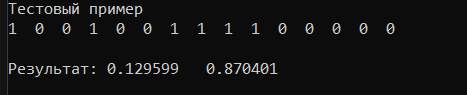 Тестовый пример
1 0 0 1 0 0 1 1 1 1 0 0 0 0 0
Результат: 0.129599 0.870401